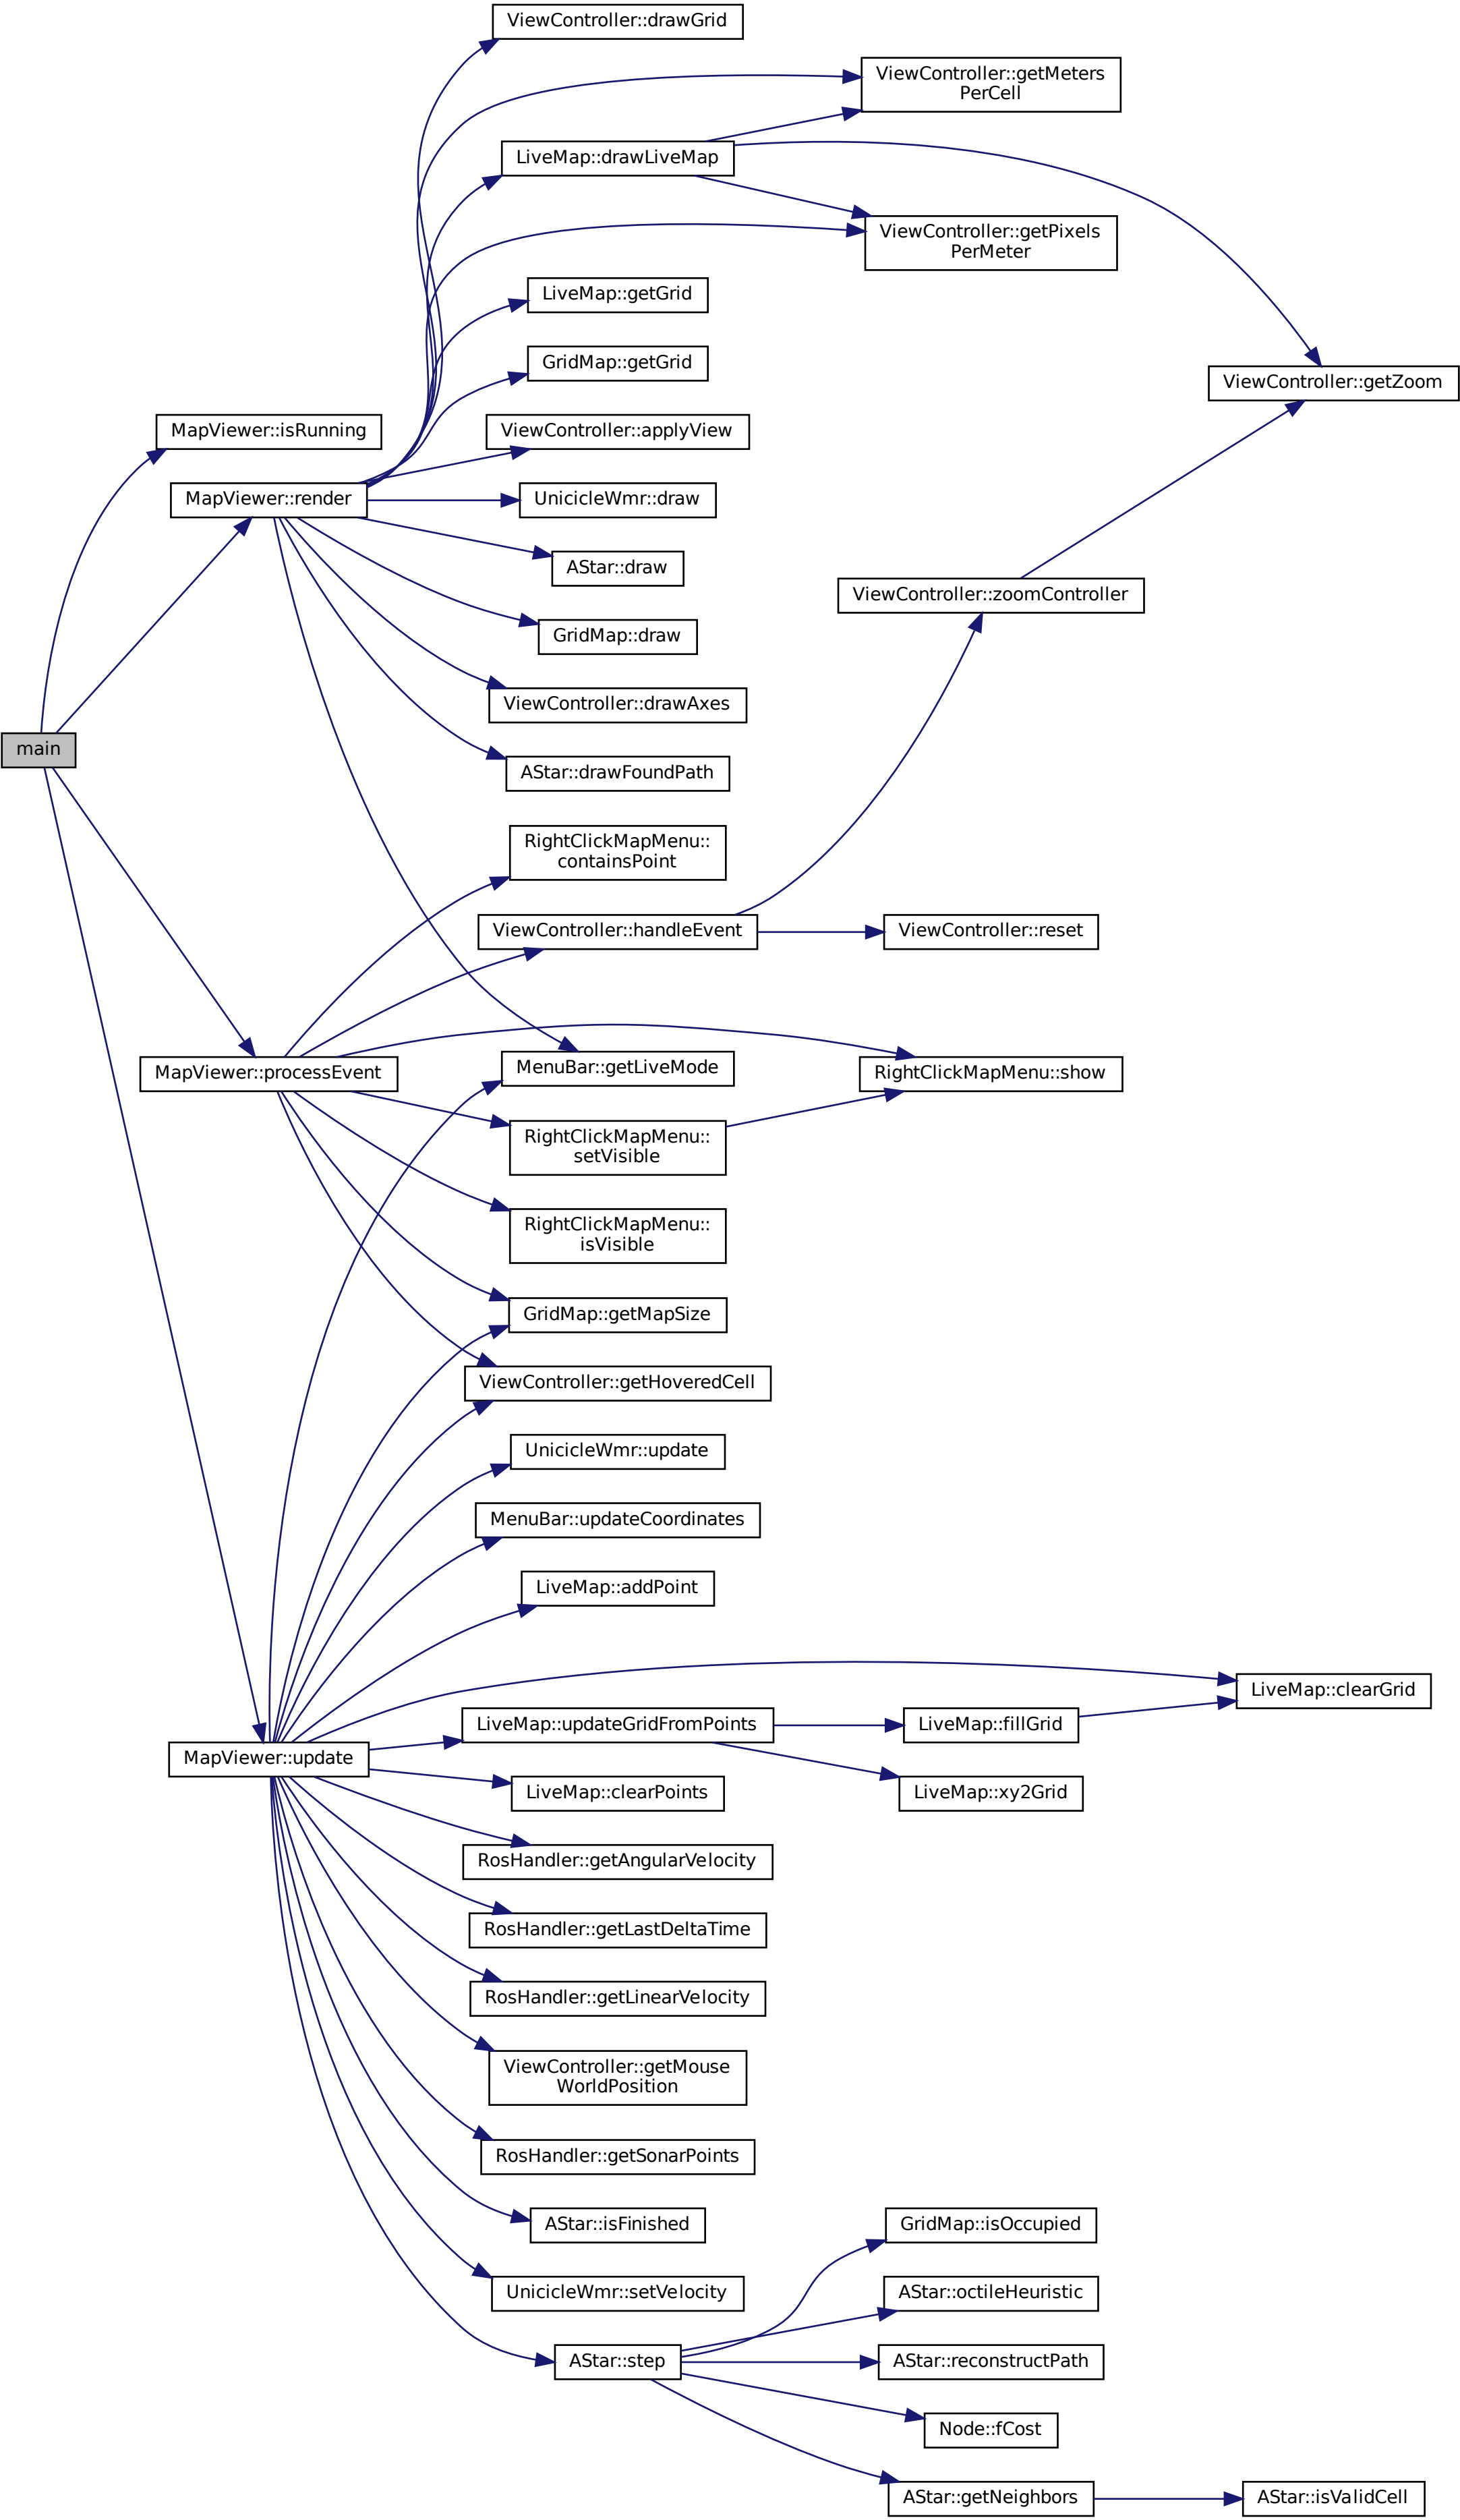 ViewController::drawGrid
ViewController::getMeters
PerCell
LiveMap::drawLiveMap
ViewController::getPixels
PerMeter
LiveMap::getGrid
GridMap::getGrid
ViewController::getZoom
MapViewer::isRunning
ViewController::applyView
MapViewer::render
UnicicleWmr::draw
AStar::draw
ViewController::zoomController
GridMap::draw
ViewController::drawAxes
main
AStar::drawFoundPath
RightClickMapMenu::
containsPoint
ViewController::handleEvent
ViewController::reset
MapViewer::processEvent
MenuBar::getLiveMode
RightClickMapMenu::show
RightClickMapMenu::
setVisible
RightClickMapMenu::
isVisible
GridMap::getMapSize
ViewController::getHoveredCell
UnicicleWmr::update
MenuBar::updateCoordinates
LiveMap::addPoint
LiveMap::clearGrid
LiveMap::updateGridFromPoints
LiveMap::fillGrid
MapViewer::update
LiveMap::clearPoints
LiveMap::xy2Grid
RosHandler::getAngularVelocity
RosHandler::getLastDeltaTime
RosHandler::getLinearVelocity
ViewController::getMouse
WorldPosition
RosHandler::getSonarPoints
AStar::isFinished
GridMap::isOccupied
UnicicleWmr::setVelocity
AStar::octileHeuristic
AStar::step
AStar::reconstructPath
Node::fCost
AStar::getNeighbors
AStar::isValidCell